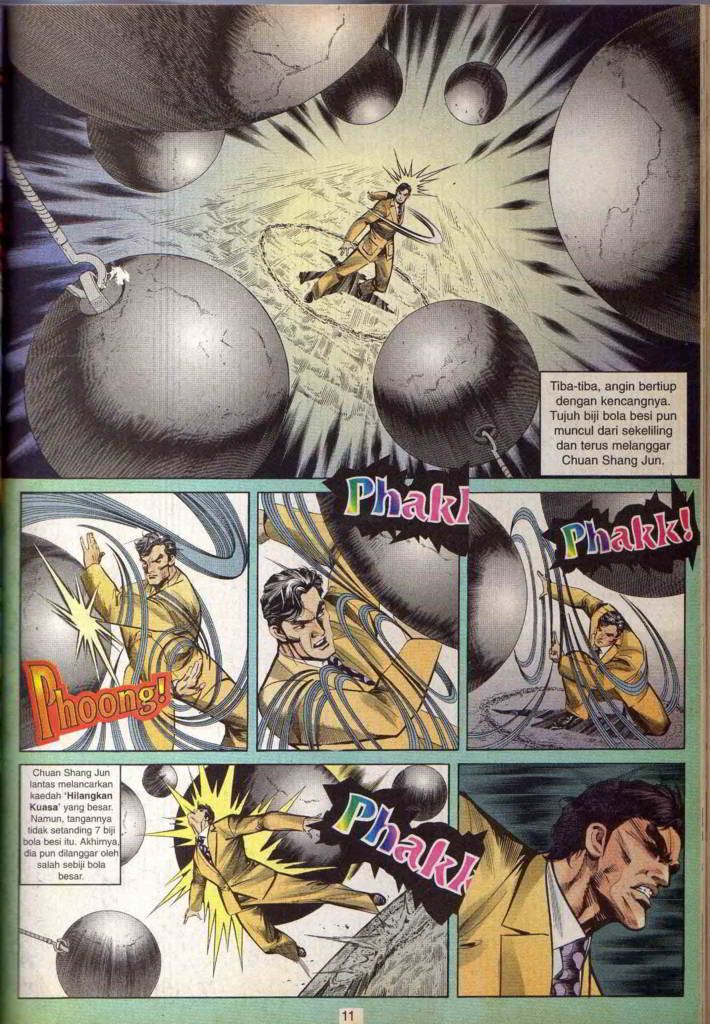 Tiba-tiba, angin bertiup
dengan kencangnya.
Tujuh biji bola besi pun
muncul dari sekeliling
dan terus melanggar
Chuan Shang Jun.
Phakk!
Phakk!
Phoong!
Chuan Shang Jun
lantas melancarkan
kaedah 'Hilangkan
Kuasa' yang besar.
Namun, tangannya
tidak setanding 7 biji
bola besi itu. Akhirnya,
dia pun dilanggar oleh
salah sebiji bola
besar.
Phakk
11